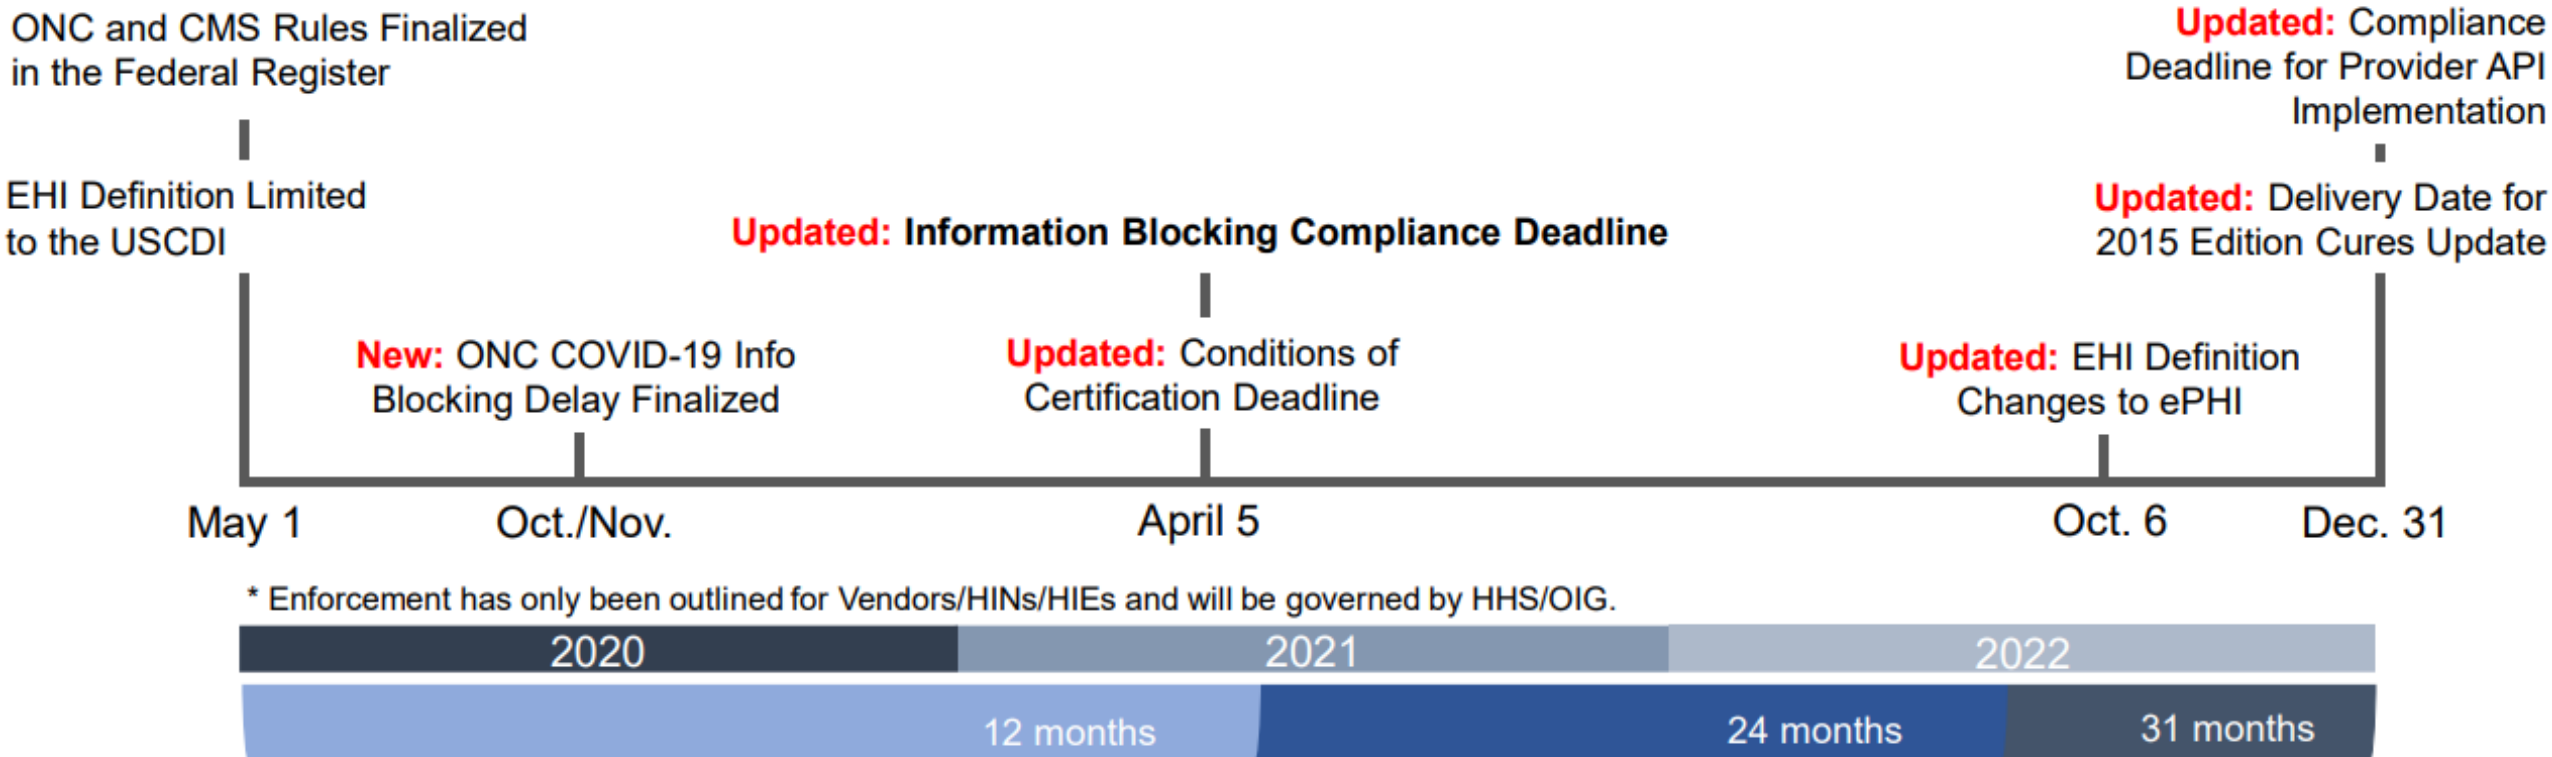 ONC and CMS Rules Finalized
in the Federal Register
EHI Definition Limited
to the USCDI
New: ONC COVID-19 Info
Blocking Delay Finalized
Updated: Information Blocking Compliance Deadline
Updated: Conditions of
Certification Deadline
Updated: EHI Definition
Changes to ePHI
Updated: Compliance
Deadline for Provider API
Implementation
Updated: Delivery Date for
2015 Edition Cures Update
May 1
Oct./Nov.
April 5
Oct. 6
Dec. 31
* Enforcement has only been outlined for Vendors/HINs/HIEs and will be governed by HHS/OIG.
2020
2021
2022
12 months
24 months
31 months